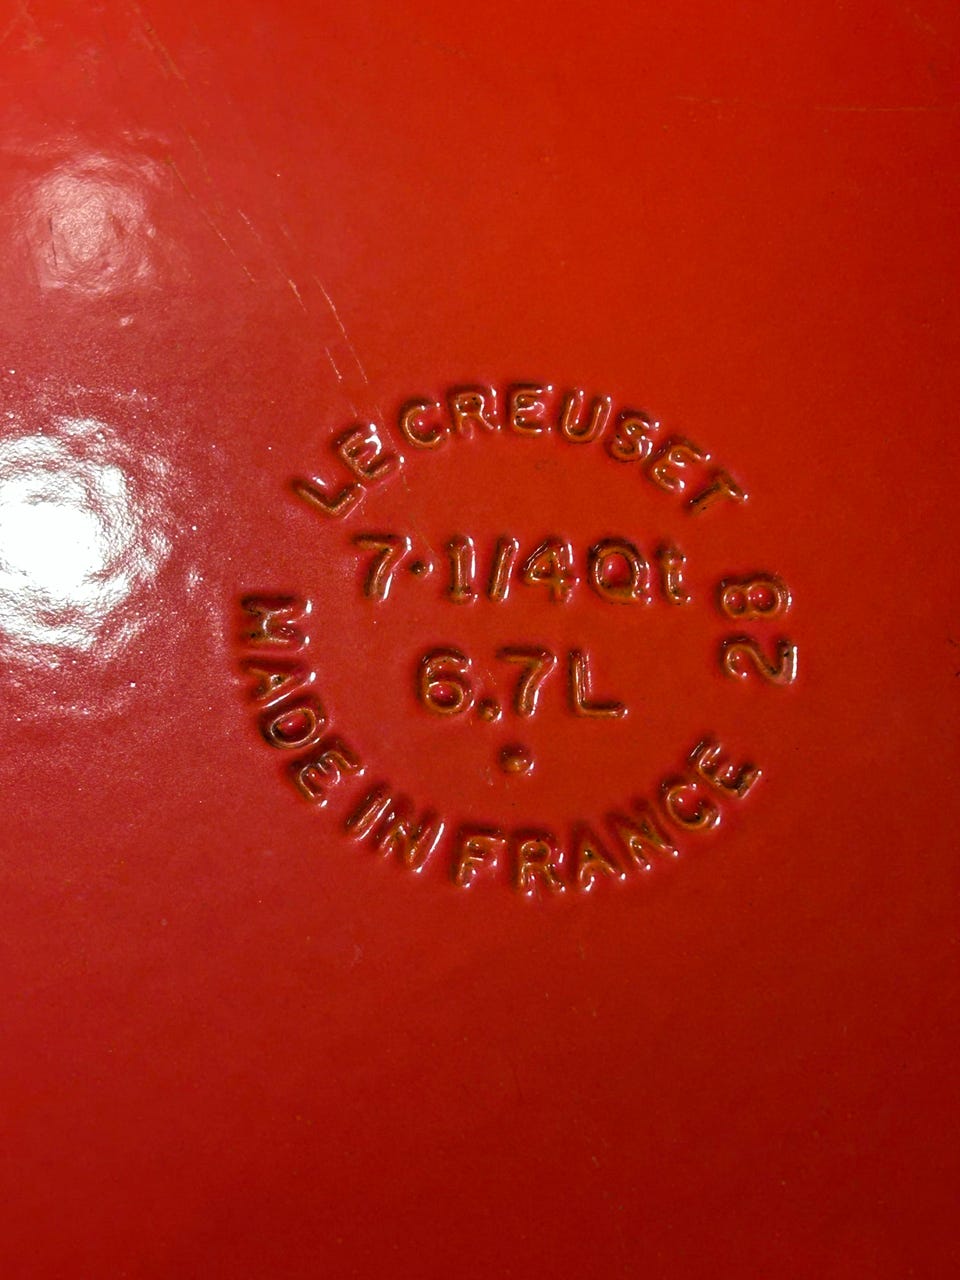 LE CREUSET
7·1/4Qt
6.7L
28
MADE IN FRANCE